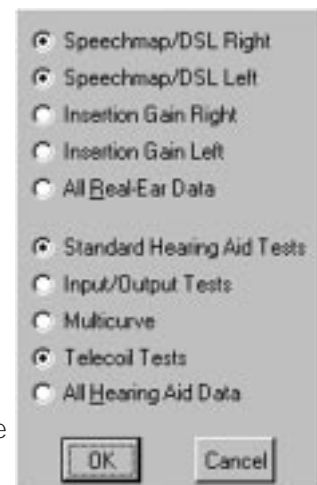 Speechmap/DSL Right
Speechmap/DSL Left
Insertion Gain Right
Insertion Gain Left
All Real-Ear Data
Standard Hearing Aid Tests
Input/Output Tests
Multicurve
Telecoil Tests
All Hearing Aid Data
e
OK Cancel